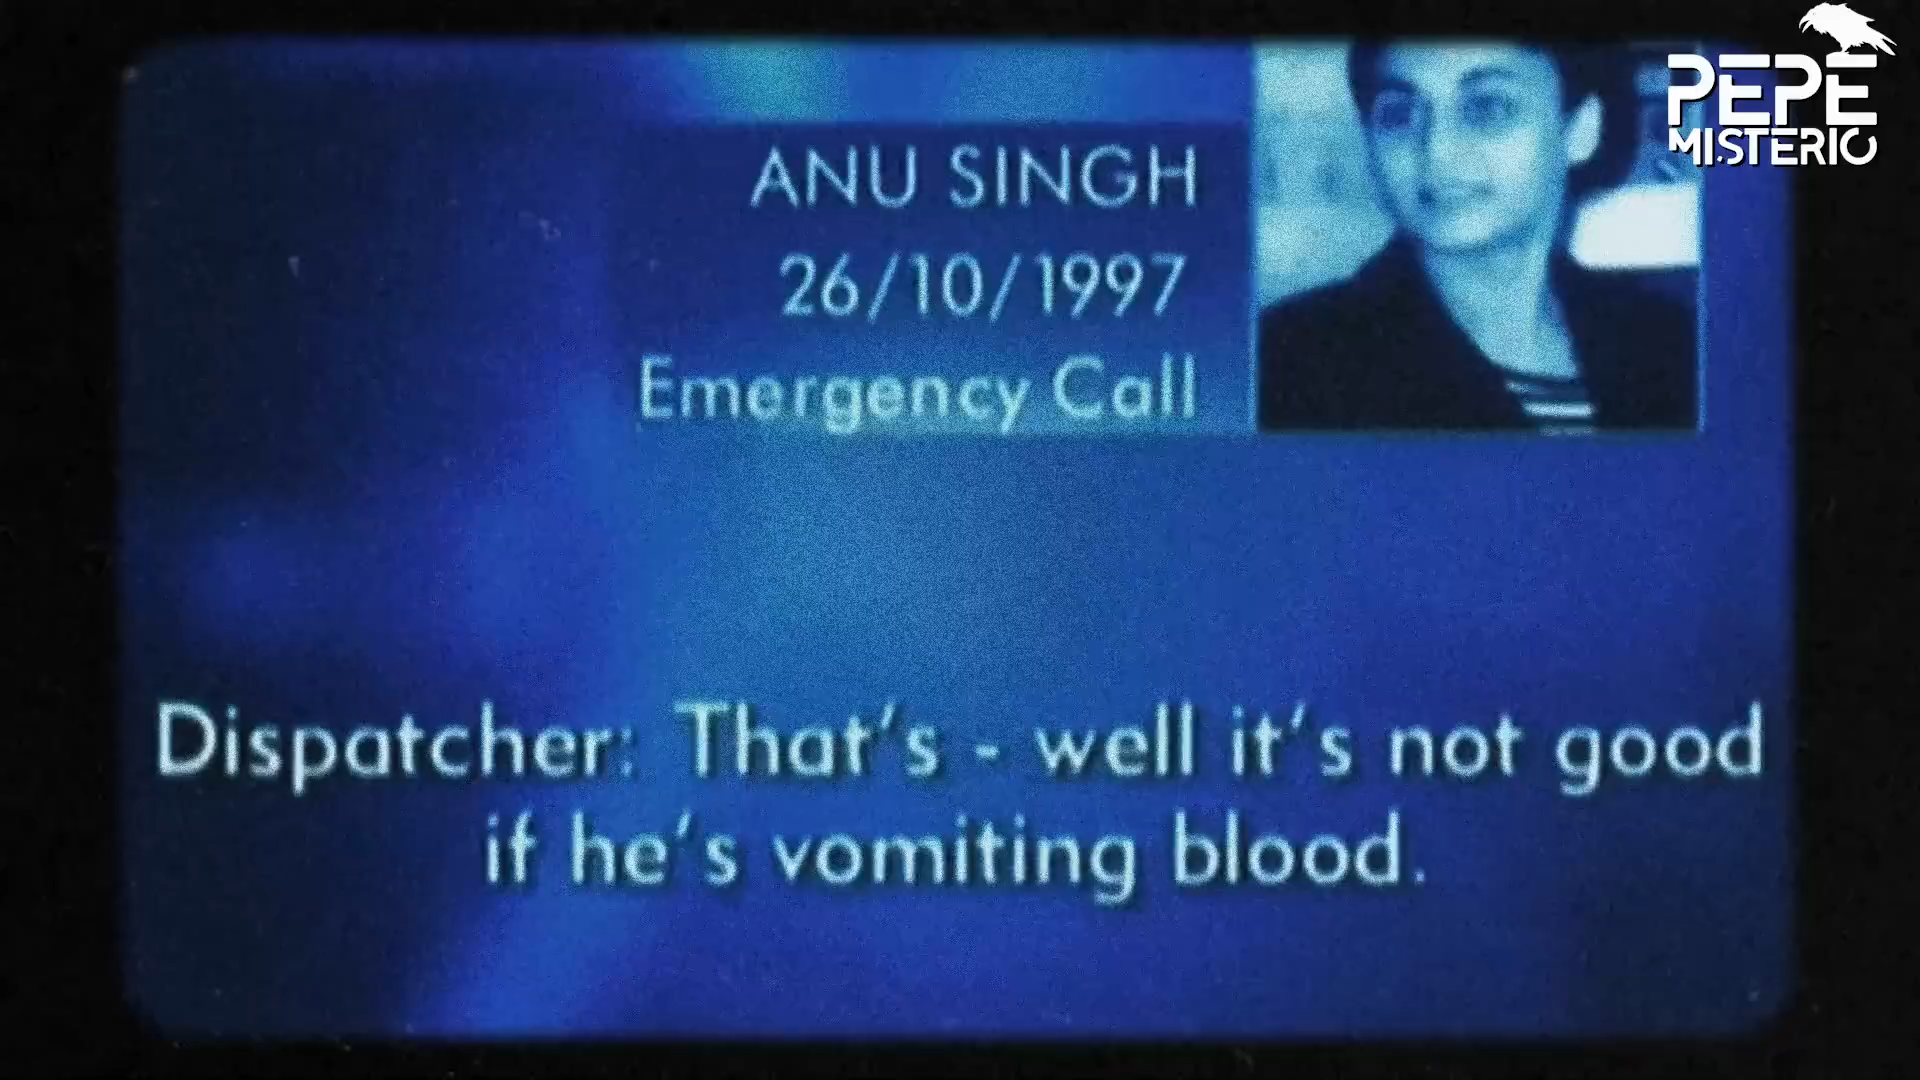 PEPE
MISTERIO
ANU SINGH
26/10/1997
Emergency Call
Dispatcher: That's - well it's not good
if he's vomiting blood.